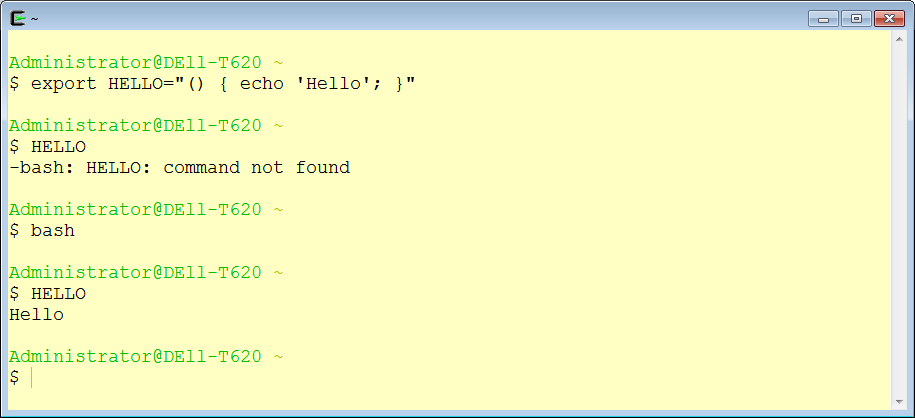 ~
Administrator@DEll-T620 ~
$ export HELLO="() { echo 'Hello'; }"
Administrator@DEll-T620 ~
$ HELLO
-bash: HELLO: command not found
Administrator@DEll-T620 ~
$ bash
Administrator@DEll-T620 ~
$ HELLO
Hello
Administrator@DEll-T620 ~
$